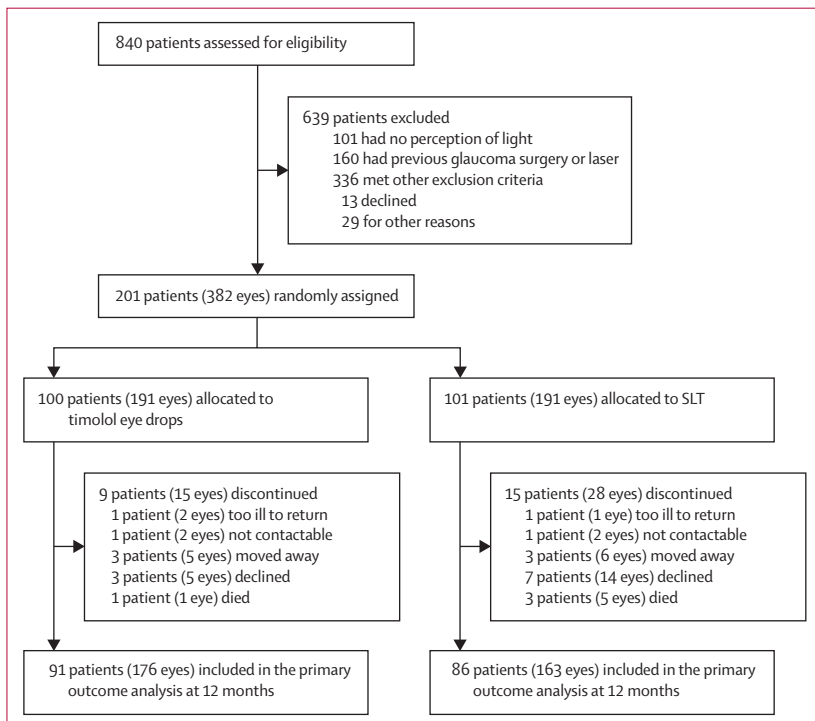 840 patients assessed for eligibility
639 patients excluded
101 had no perception of light
160 had previous glaucoma surgery or laser
336 met other exclusion criteria
13 declined
29 for other reasons
201 patients (382 eyes) randomly assigned
100 patients (191 eyes) allocated to
timolol eye drops
101 patients (191 eyes) allocated to SLT
9 patients (15 eyes) discontinued
1 patient (2 eyes) too ill to return
1 patient (2 eyes) not contactable
3 patients (5 eyes) moved away
3 patients (5 eyes) declined
1 patient (1 eye) died
15 patients (28 eyes) discontinued
1 patient (1 eye) too ill to return
1 patient (2 eyes) not contactable
3 patients (6 eyes) moved away
7 patients (14 eyes) declined
3 patients (5 eyes) died
91 patients (176 eyes) included in the primary
outcome analysis at 12 months
86 patients (163 eyes) included in the primary
outcome analysis at 12 months